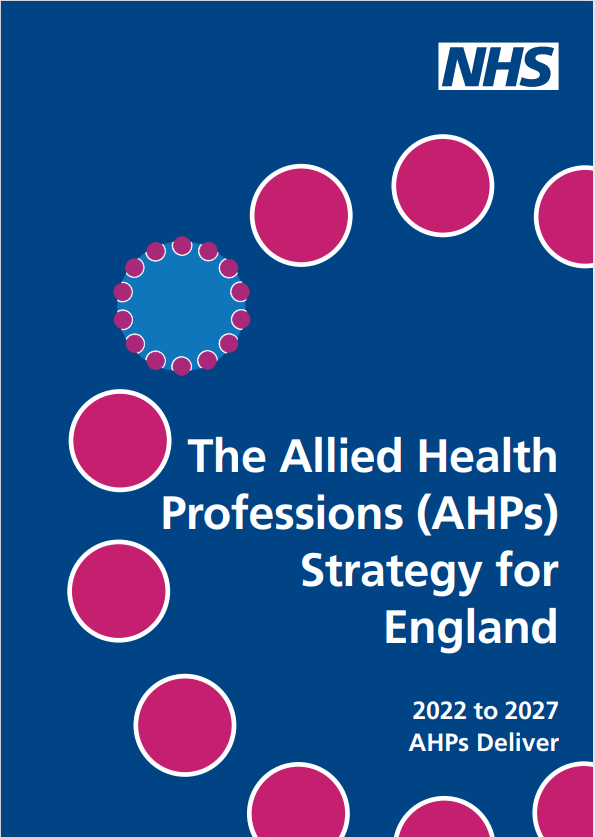 NHS
The Allied Health
Professions (AHPs)
Strategy for
England
2022 to 2027
AHPs Deliver